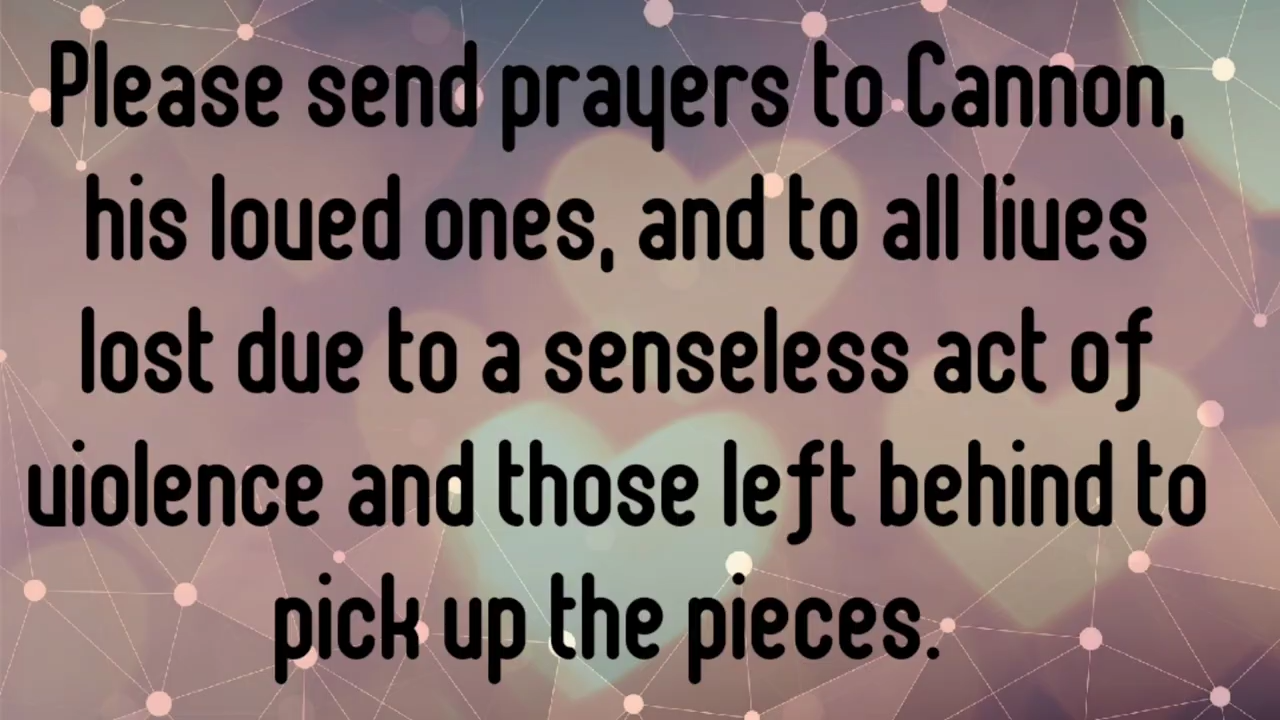 Please send prayers to Cannon,
his loved ones, and to all lives
lost due to a senseless act of
violence and those left behind to
pick up the pieces.